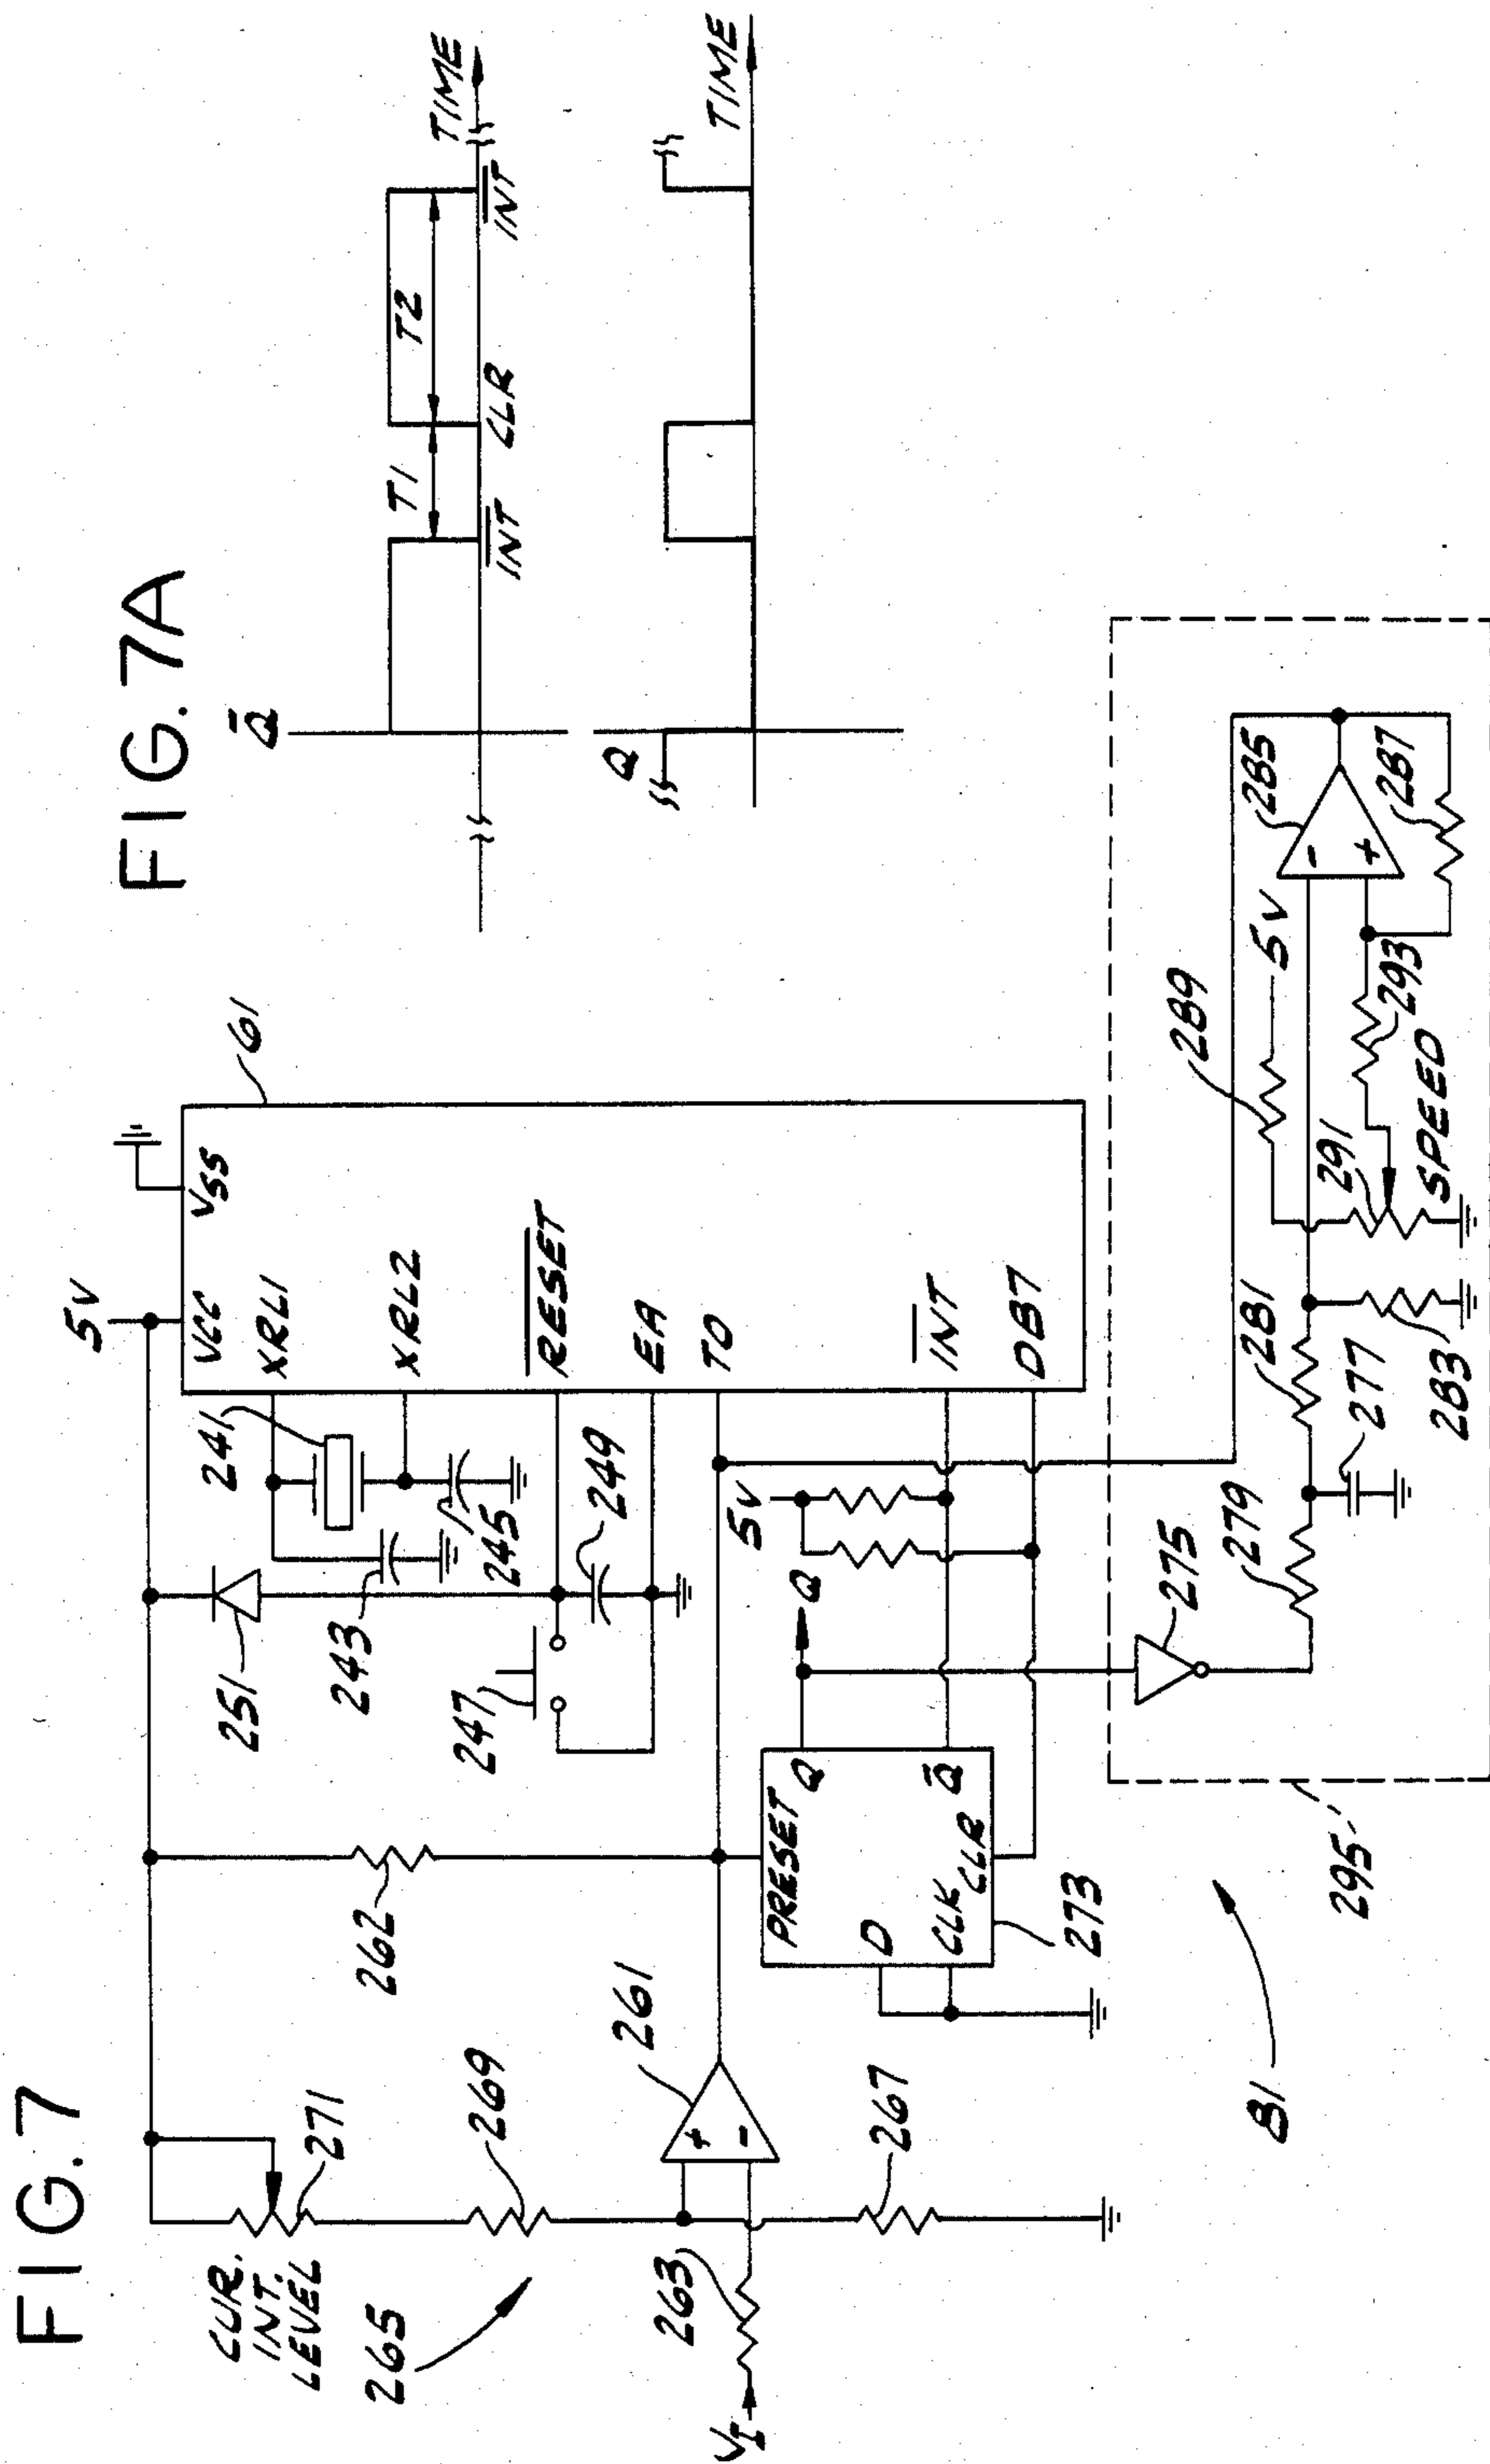 FIG. 7
CUR.
INT.
LEVEL
271
265
269
263
V_I
261
267
262
251
243
241
245
247
249
5V
VCC
VSS
61
XRL1
XRL2
RESET
EA
TO
INT
DB7
5V
Q
PRESET
Q
D
CLK
CLR
Q̄
273
81
295
275
279
277
281
283
289
5V
291
SPEED
293
285
-
+
287
+
-
FIG. 7A
Q̄
T1
T2
TIME
INT
CLR
INT
Q
TIME